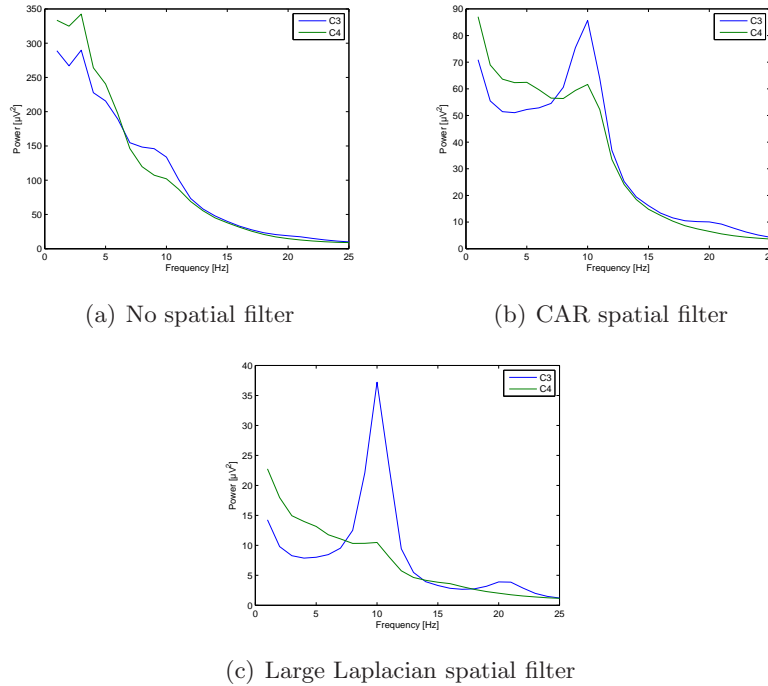 350
300
250
200
150
100
50
0
Power [µV²]
0 5 10 15 20 25
Frequency [Hz]
C3
C4
(a) No spatial filter
90
80
70
60
50
40
30
20
10
0
Power [µV²]
0 5 10 15 20 25
Frequency [Hz]
C3
C4
(b) CAR spatial filter
40
35
30
25
20
15
10
5
0
Power [µV²]
0 5 10 15 20 25
Frequency [Hz]
C3
C4
(c) Large Laplacian spatial filter